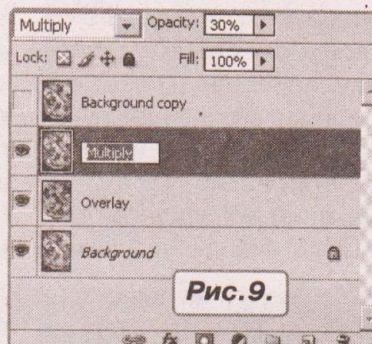 Multiply Opacity: 30%
Lock: Fill: 100%
Background copy
Multiply
Overlay
Background
Рис.9.